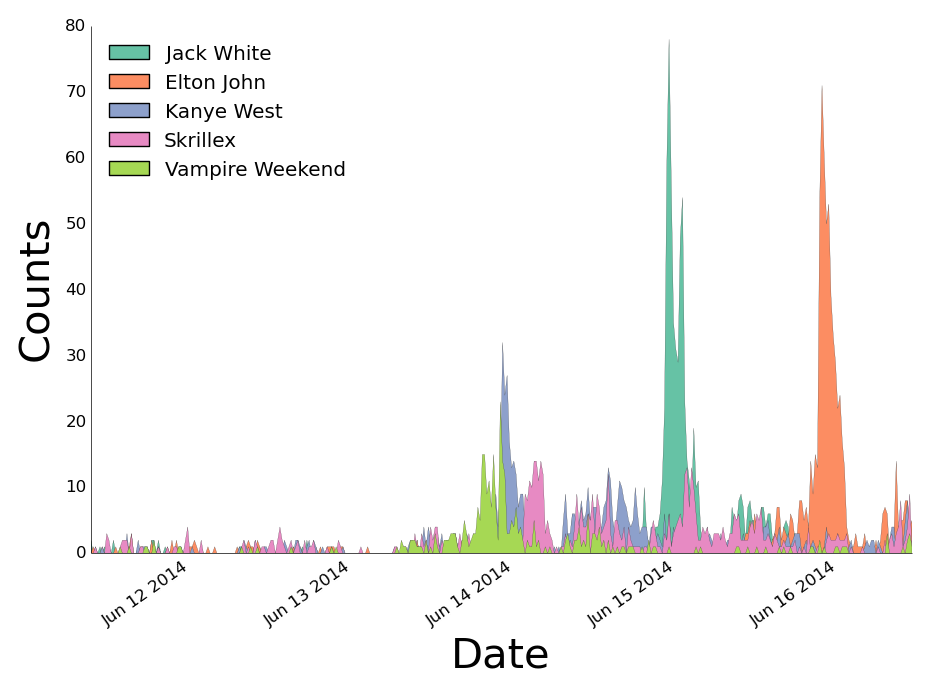 80
70
60
50
40
30
20
10
0
Counts
Jack White
Elton John
Kanye West
Skrillex
Vampire Weekend
Jun 12 2014
Jun 13 2014
Jun 14 2014
Jun 15 2014
Jun 16 2014
Date